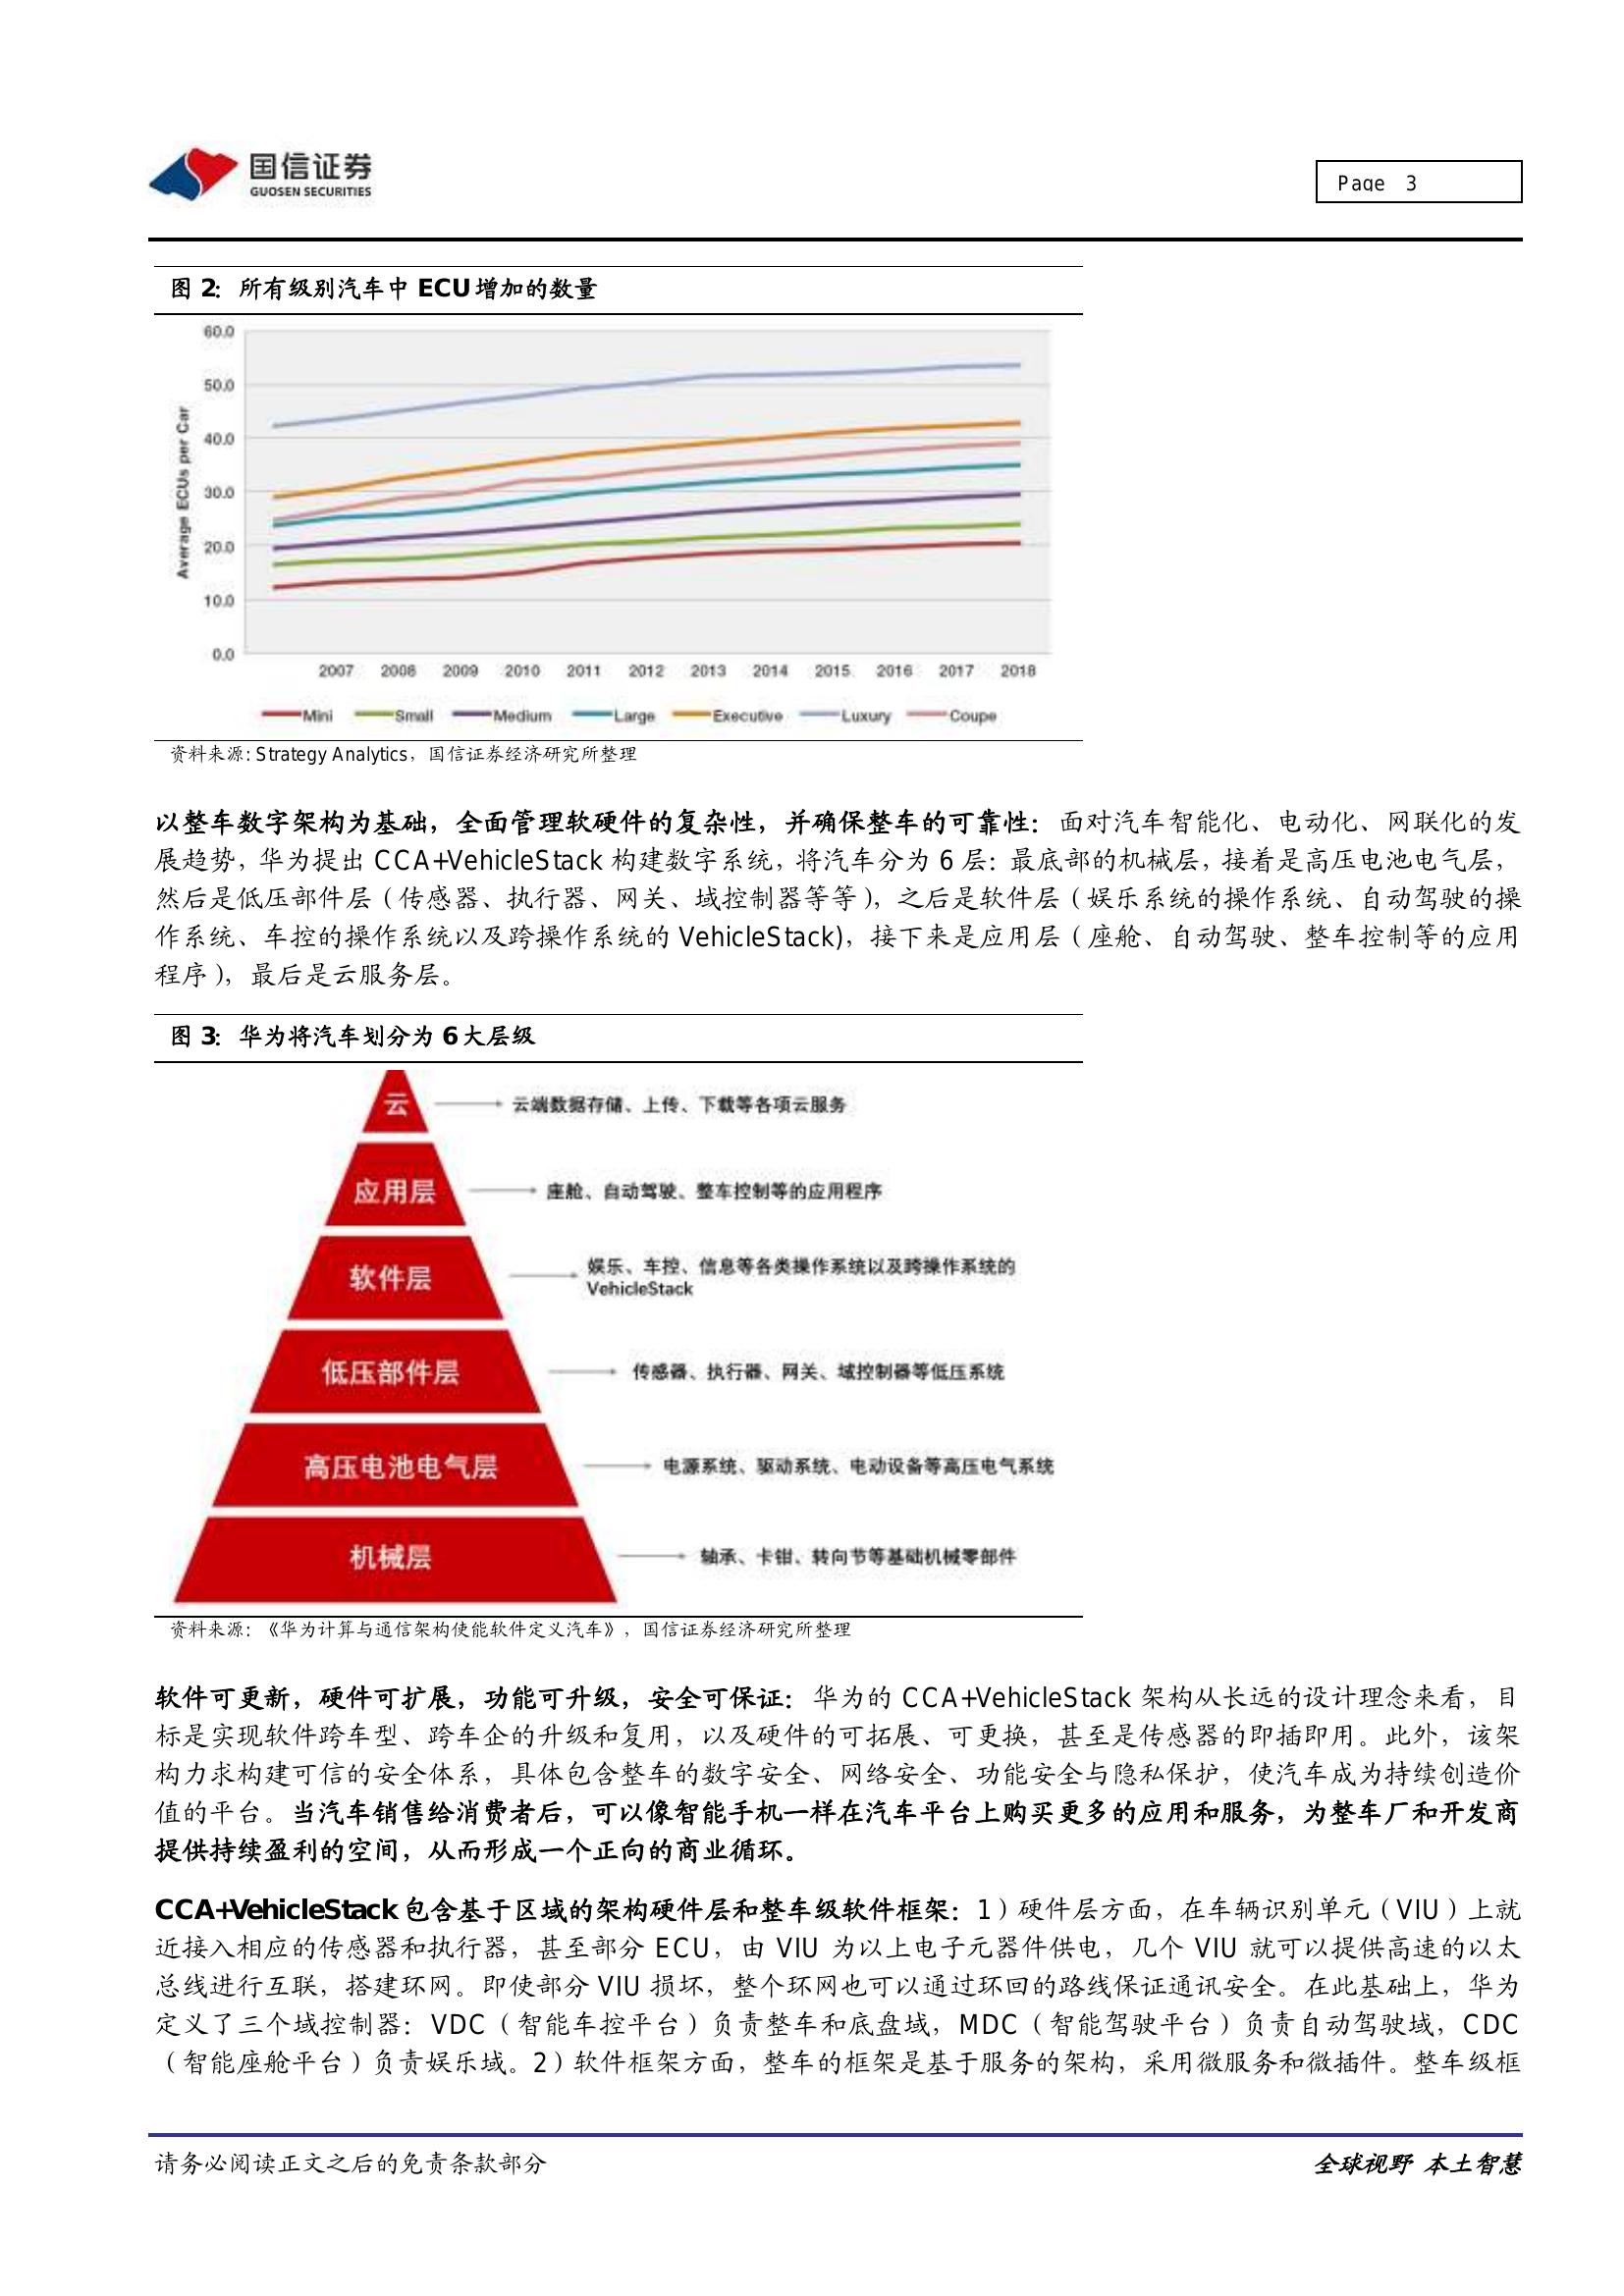 国信证券
GUOSEN SECURITIES
Page 3
图 2：所有级别汽车中 ECU 增加的数量
60.0
50.0
40.0
30.0
20.0
10.0
0.0
Average ECUs per Car
2007 2008 2009 2010 2011 2012 2013 2014 2015 2016 2017 2018
Mini Small Medium Large Executive Luxury Coupe
资料来源: Strategy Analytics，国信证券经济研究所整理
以整车数字架构为基础，全面管理软硬件的复杂性，并确保整车的可靠性：面对汽车智能化、电动化、网联化的发
展趋势，华为提出 CCA+VehicleStack 构建数字系统，将汽车分为 6 层：最底部的机械层，接着是高压电池电气层，
然后是低压部件层（传感器、执行器、网关、域控制器等等），之后是软件层（娱乐系统的操作系统、自动驾驶的操
作系统、车控的操作系统以及跨操作系统的 VehicleStack)，接下来是应用层（座舱、自动驾驶、整车控制等的应用
程序），最后是云服务层。
图 3：华为将汽车划分为 6 大层级
云
云端数据存储、上传、下载等各项云服务
应用层
座舱、自动驾驶、整车控制等的应用程序
软件层
娱乐、车控、信息等各类操作系统以及跨操作系统的
VehicleStack
低压部件层
传感器、执行器、网关、域控制器等低压系统
高压电池电气层
电源系统、驱动系统、电动设备等高压电气系统
机械层
轴承、卡钳、转向节等基础机械零部件
资料来源：《华为计算与通信架构使能软件定义汽车》，国信证券经济研究所整理
软件可更新，硬件可扩展，功能可升级，安全可保证：华为的 CCA+VehicleStack 架构从长远的设计理念来看，目
标是实现软件跨车型、跨车企的升级和复用，以及硬件的可拓展、可更换，甚至是传感器的即插即用。此外，该架
构力求构建可信的安全体系，具体包含整车的数字安全、网络安全、功能安全与隐私保护，使汽车成为持续创造价
值的平台。当汽车销售给消费者后，可以像智能手机一样在汽车平台上购买更多的应用和服务，为整车厂和开发商
提供持续盈利的空间，从而形成一个正向的商业循环。
CCA+VehicleStack 包含基于区域的架构硬件层和整车级软件框架：1）硬件层方面，在车辆识别单元（VIU）上就
近接入相应的传感器和执行器，甚至部分 ECU，由 VIU 为以上电子元器件供电，几个 VIU 就可以提供高速的以太
总线进行互联，搭建环网。即使部分 VIU 损坏，整个环网也可以通过环回的路线保证通讯安全。在此基础上，华为
定义了三个域控制器：VDC（智能车控平台）负责整车和底盘域，MDC（智能驾驶平台）负责自动驾驶域，CDC
（智能座舱平台）负责娱乐域。2）软件框架方面，整车的框架是基于服务的架构，采用微服务和微插件。整车级框
请务必阅读正文之后的免责条款部分
全球视野 本土智慧